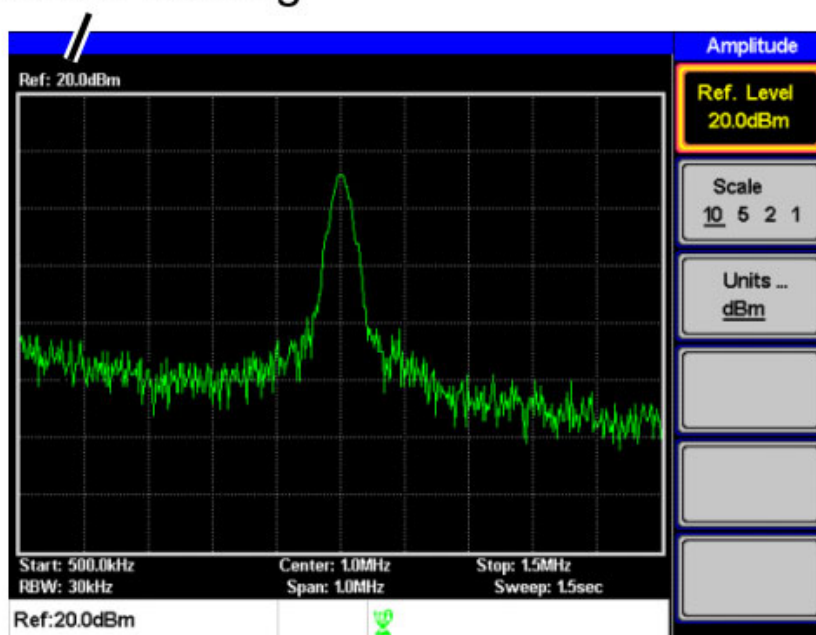 Amplitude
Ref: 20.0dBm
Ref. Level
20.0dBm
Scale
10 5 2 1
Units ...
dBm
Start: 500.0kHz Center: 1.0MHz Stop: 1.5MHz
RBW: 30kHz Span: 1.0MHz Sweep: 1.5sec
Ref:20.0dBm